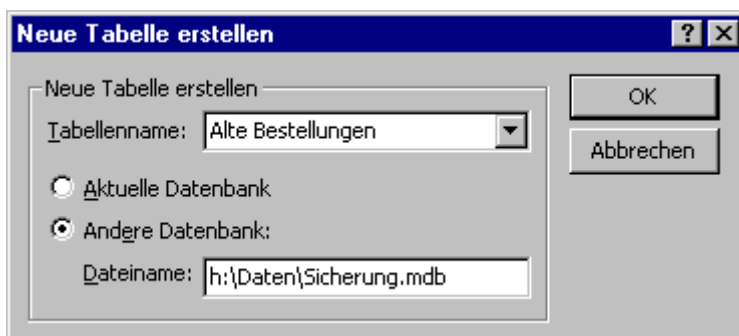 Neue Tabelle erstellen
Neue Tabelle erstellen
Tabellenname: Alte Bestellungen
Aktuelle Datenbank
Andere Datenbank:
Dateiname: h:\Daten\Sicherung.mdb
OK
Abbrechen